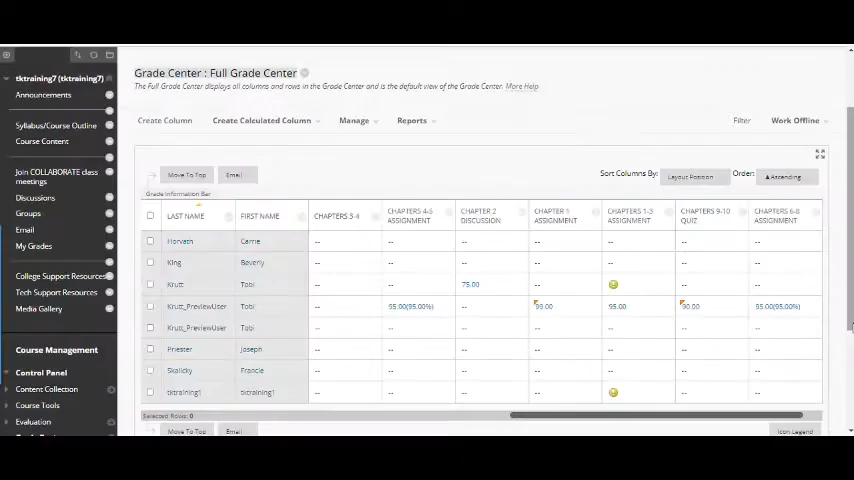 tktraining7 (tktraining7)
Announcements
Syllabus/Course Outline
Course Content
Join COLLABORATE class
meetings
Discussions
Groups
Email
My Grades
College Support Resources
Tech Support Resources
Media Gallery
Course Management
Control Panel
Content Collection
Course Tools
Evaluation
Grade Center : Full Grade Center
The Full Grade Center displays all columns and rows in the Grade Center and is the default view of the Grade Center. More Help
Create Column Create Calculated Column Manage Reports Filter Work Offline
Move To Top Email Sort Columns By: Layout Position Order: Ascending
Grade Information Bar
LAST NAME FIRST NAME CHAPTERS 3-4 CHAPTERS 4-5 ASSIGNMENT CHAPTER 2 DISCUSSION CHAPTER 1 ASSIGNMENT CHAPTERS 1-3 ASSIGNMENT CHAPTERS 9-10 QUIZ CHAPTERS 6-8 ASSIGNMENT
Horvath Carrie -- -- -- -- -- -- --
King Beverly -- -- -- -- -- -- --
Krutt Tobi -- -- 75.00 -- -- --
Krutt_PreviewUser Tobi -- 95.00(95.00%) -- 99.00 95.00 90.00 95.00(95.00%)
Krutt_PreviewUser Tobi -- -- -- -- -- -- --
Priester Joseph -- -- -- -- -- -- --
Skalicky Francie -- -- -- -- -- -- --
tktraining1 tktraining1 -- -- -- -- -- --
Selected Rows: 0
Move To Top Email Icon Legend